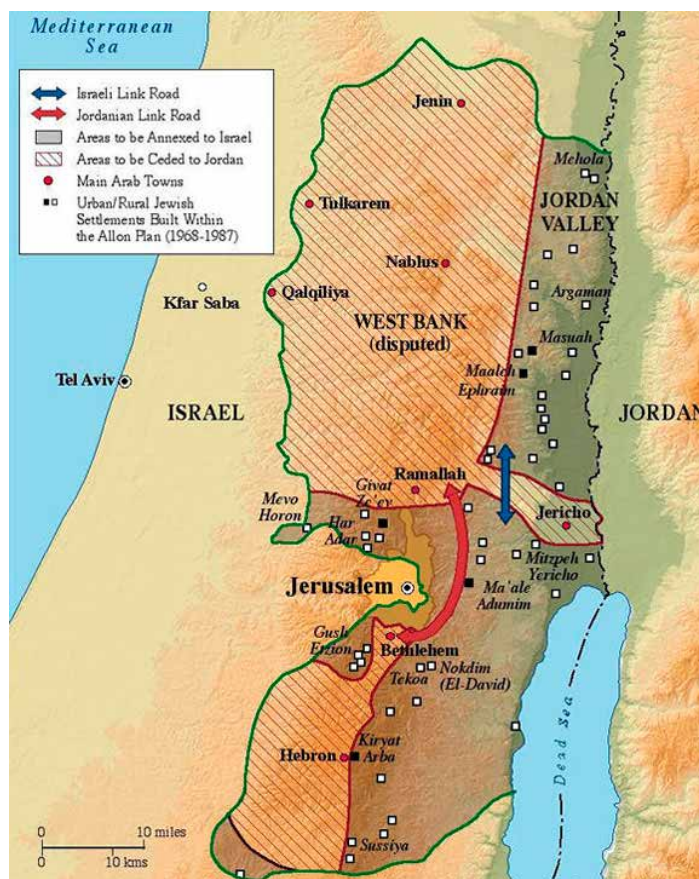 Mediterranean
Sea
Israeli Link Road
Jordanian Link Road
Areas to be Annexed to Israel
Areas to be Ceded to Jordan
Main Arab Towns
Urban/Rural Jewish
Settlements Built Within
the Allon Plan (1968-1987)
Jenin
Mehola
JORDAN
VALLEY
Tulkarem
Nablus
Kfar Saba
Qalqiliya
Argaman
WEST BANK
(disputed)
Masuah
Maaleh
Ephraim
Tel Aviv
ISRAEL
JORDAN
Ramallah
Givat
Ze'ev
Mevo
Horon
Har
Adar
Jericho
Mitzpeh
Yericho
Jerusalem
Ma'ale
Adumim
Gush
Etzion
Bethlehem
Tekoa
Nokdim
(El-David)
Hebron
Kiryat
Arba
Dead Sea
Sussiya
0 10 miles
0 10 kms